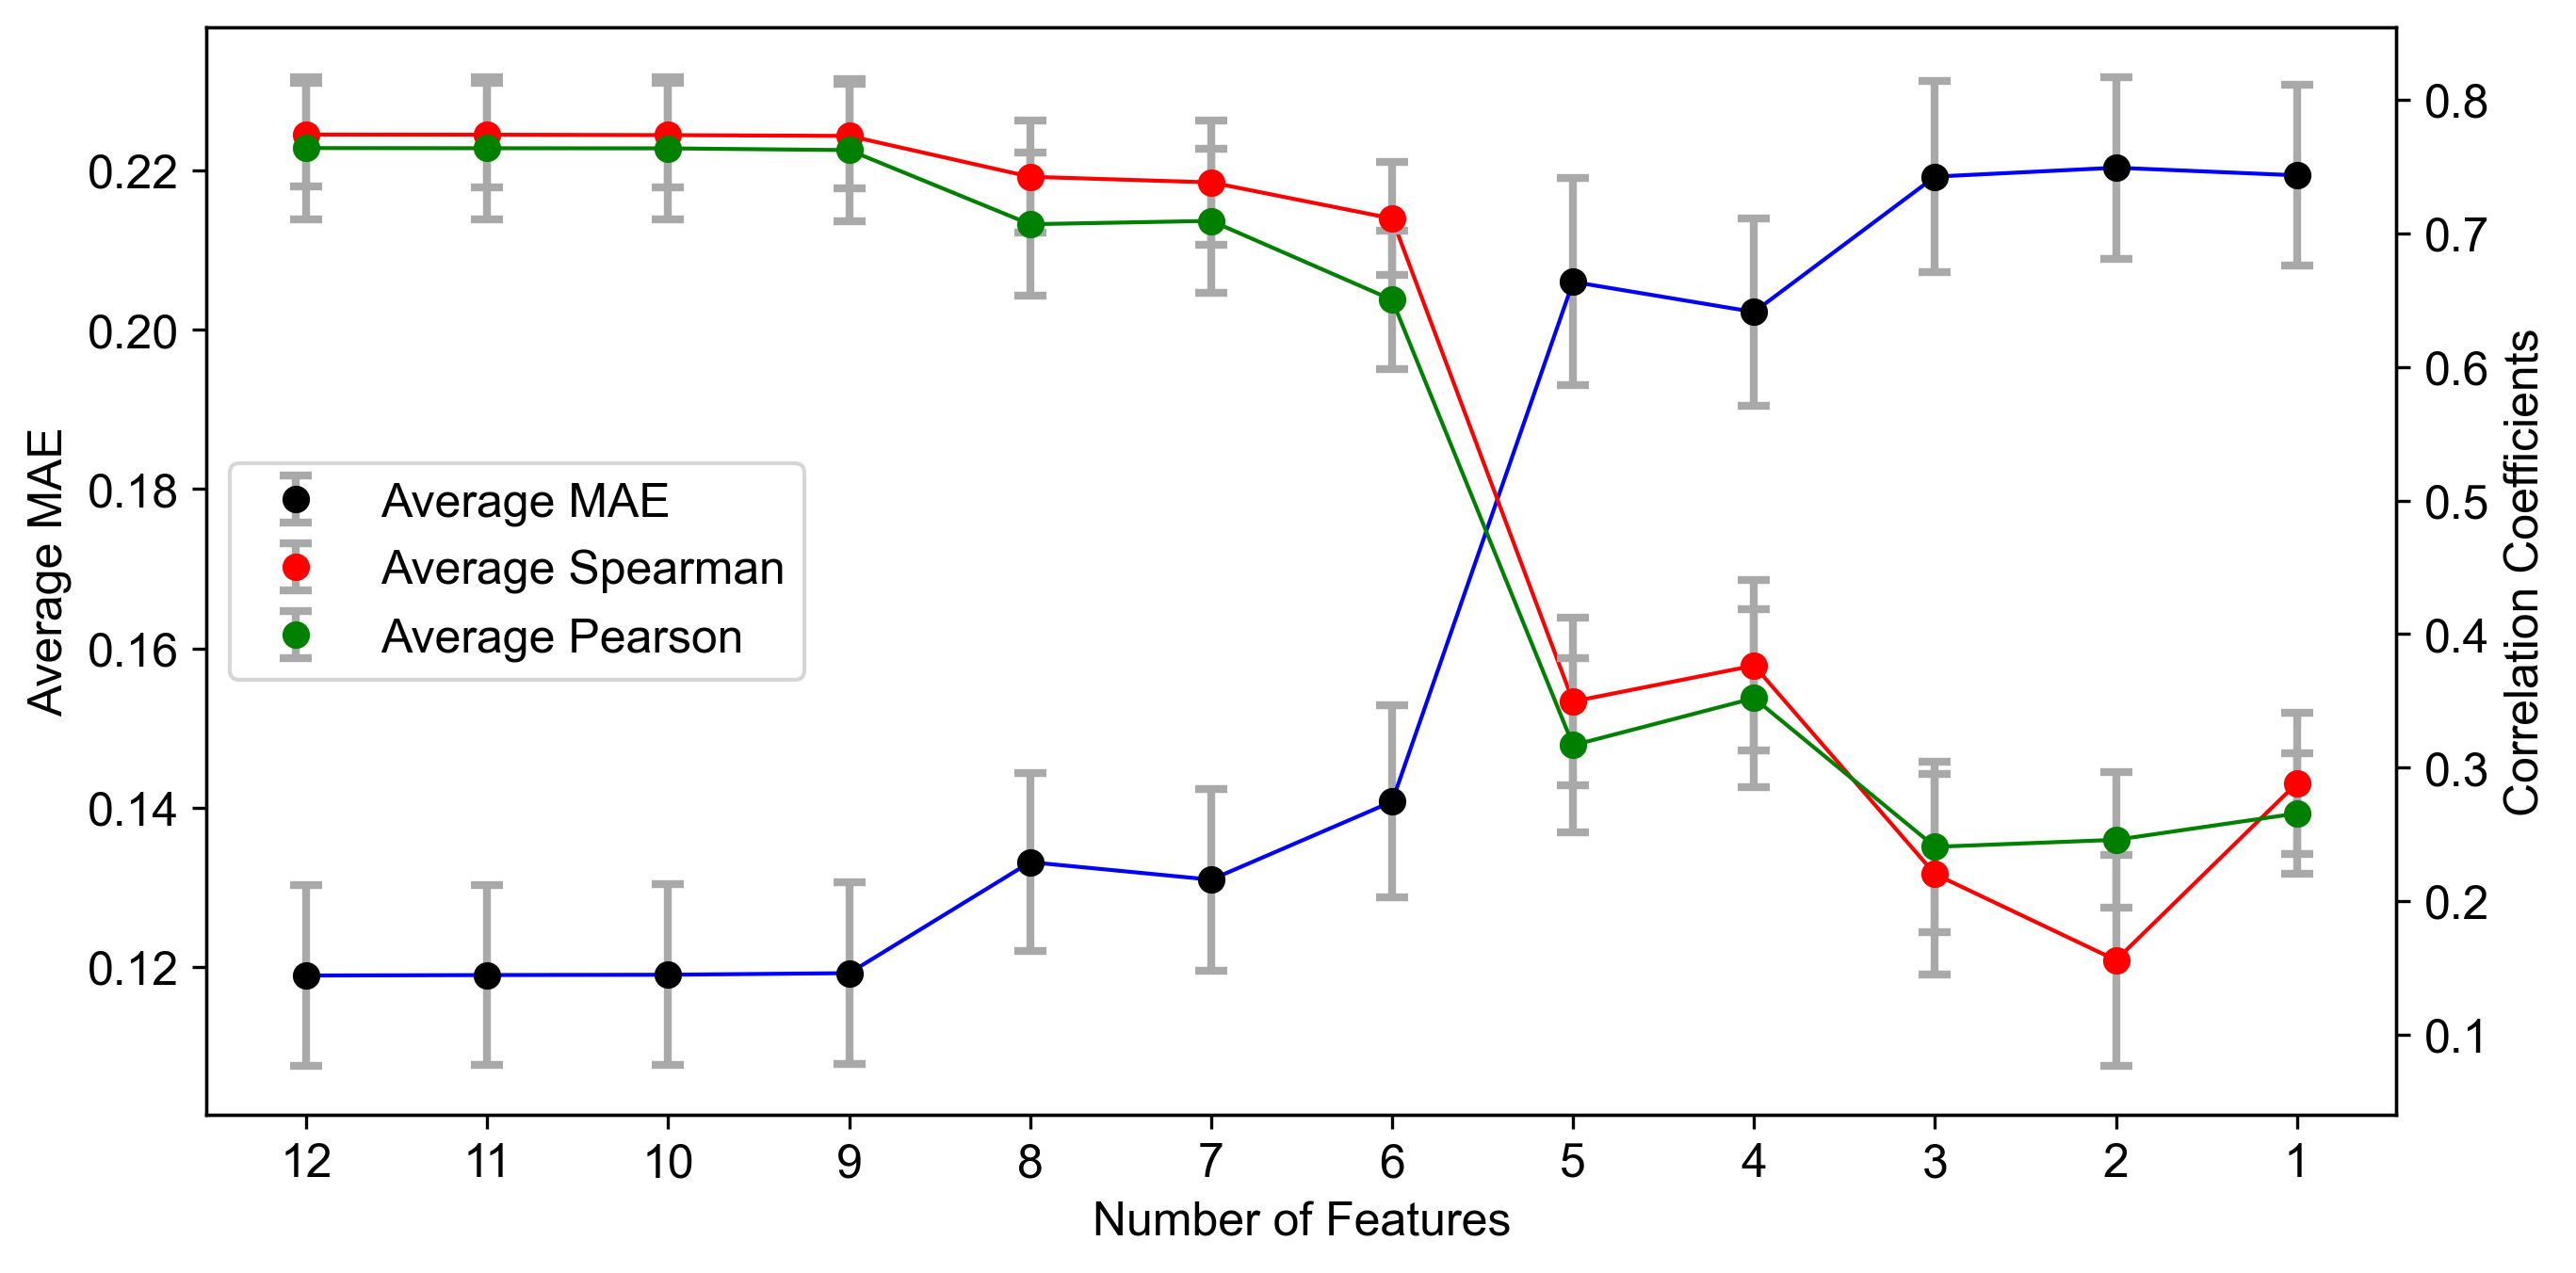 Average MAE
0.22
0.20
0.18
0.16
0.14
0.12
Average MAE
Average Spearman
Average Pearson
0.8
0.7
0.6
0.5
0.4
0.3
0.2
0.1
Correlation Coefficients
12 11 10 9 8 7 6 5 4 3 2 1
Number of Features